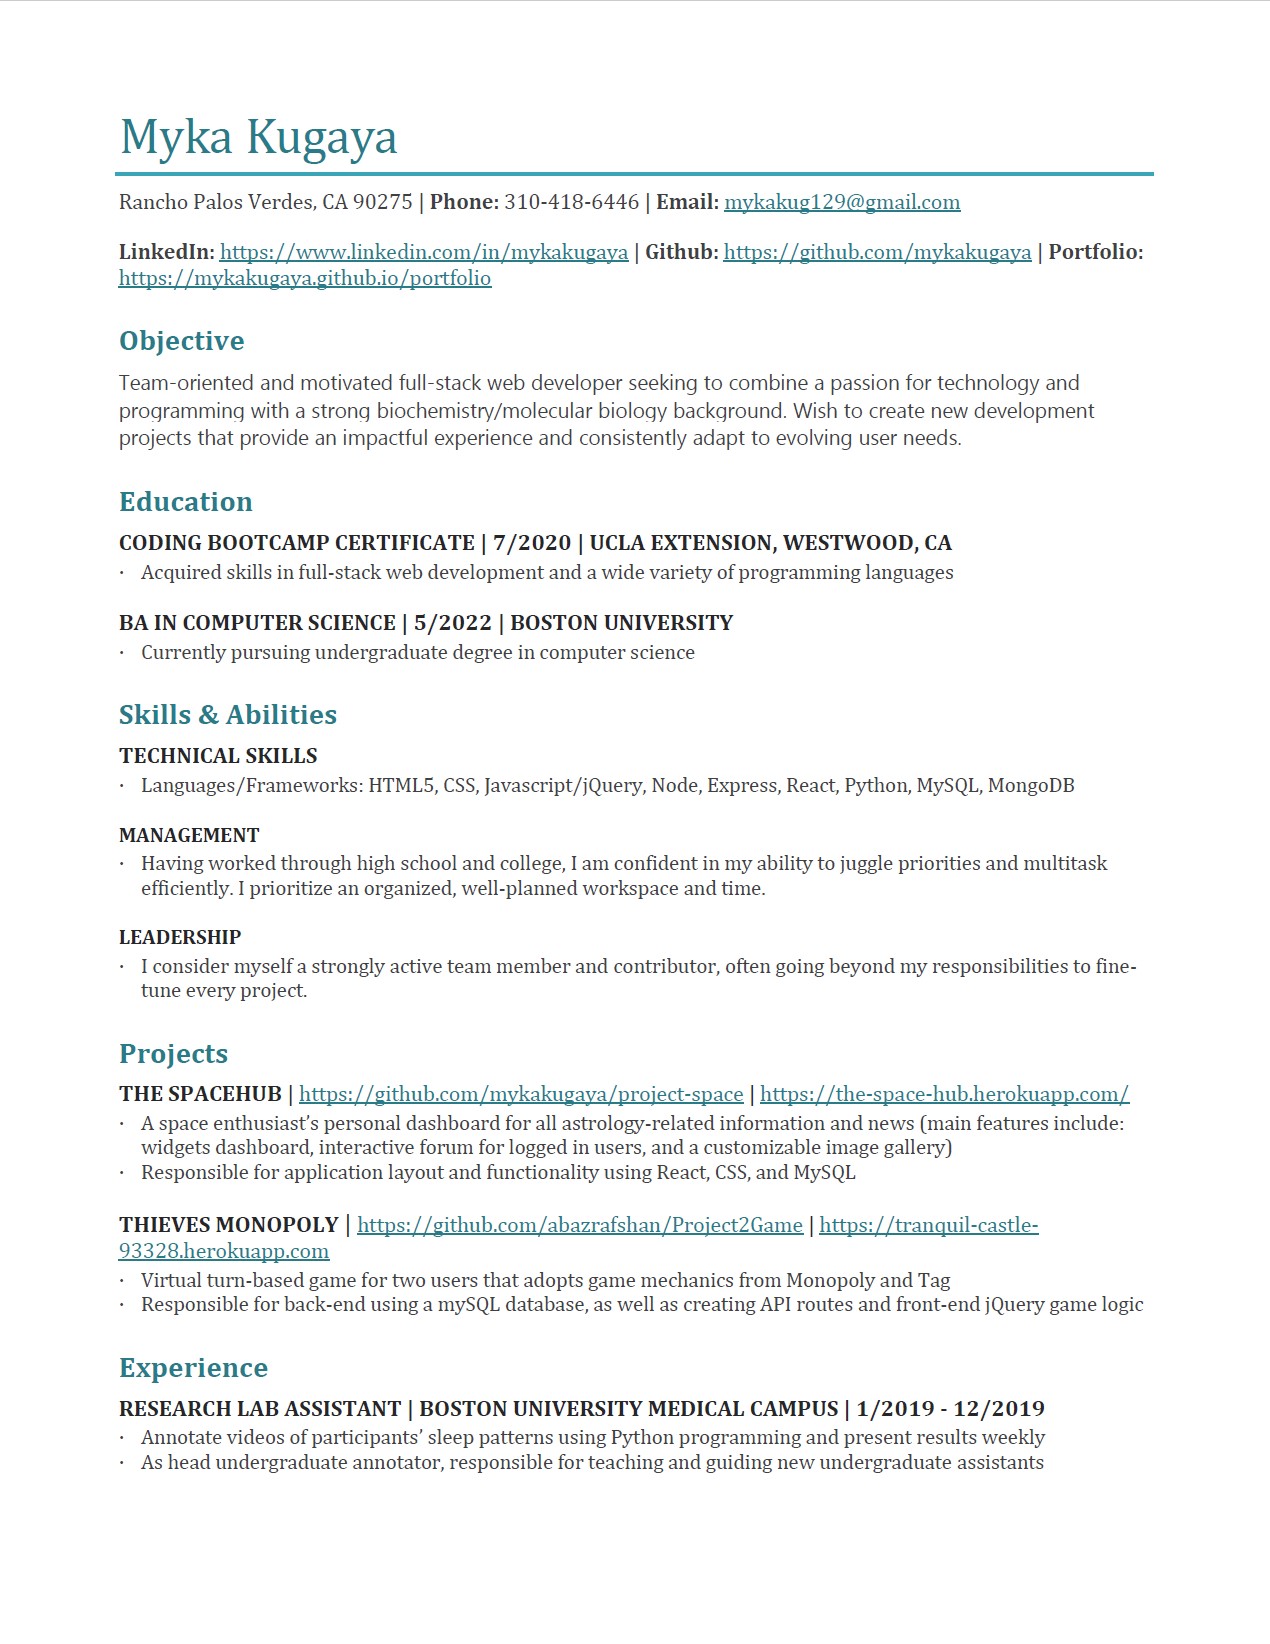 Myka Kugaya
Rancho Palos Verdes, CA 90275 | Phone: 310-418-6446 | Email: mykakug129@gmail.com
LinkedIn: https://www.linkedin.com/in/mykakugaya | Github: https://github.com/mykakugaya | Portfolio:
https://mykakugaya.github.io/portfolio
Objective
Team-oriented and motivated full-stack web developer seeking to combine a passion for technology and
programming with a strong biochemistry/molecular biology background. Wish to create new development
projects that provide an impactful experience and consistently adapt to evolving user needs.
Education
CODING BOOTCAMP CERTIFICATE | 7/2020 | UCLA EXTENSION, WESTWOOD, CA
· Acquired skills in full-stack web development and a wide variety of programming languages
BA IN COMPUTER SCIENCE | 5/2022 | BOSTON UNIVERSITY
· Currently pursuing undergraduate degree in computer science
Skills & Abilities
TECHNICAL SKILLS
· Languages/Frameworks: HTML5, CSS, Javascript/jQuery, Node, Express, React, Python, MySQL, MongoDB
MANAGEMENT
· Having worked through high school and college, I am confident in my ability to juggle priorities and multitask
efficiently. I prioritize an organized, well-planned workspace and time.
LEADERSHIP
· I consider myself a strongly active team member and contributor, often going beyond my responsibilities to fine-
tune every project.
Projects
THE SPACEHUB | https://github.com/mykakugaya/project-space | https://the-space-hub.herokuapp.com/
· A space enthusiast’s personal dashboard for all astrology-related information and news (main features include:
widgets dashboard, interactive forum for logged in users, and a customizable image gallery)
· Responsible for application layout and functionality using React, CSS, and MySQL
THIEVES MONOPOLY | https://github.com/abazrafshan/Project2Game | https://tranquil-castle-
93328.herokuapp.com
· Virtual turn-based game for two users that adopts game mechanics from Monopoly and Tag
· Responsible for back-end using a mySQL database, as well as creating API routes and front-end jQuery game logic
Experience
RESEARCH LAB ASSISTANT | BOSTON UNIVERSITY MEDICAL CAMPUS | 1/2019 - 12/2019
· Annotate videos of participants’ sleep patterns using Python programming and present results weekly
· As head undergraduate annotator, responsible for teaching and guiding new undergraduate assistants